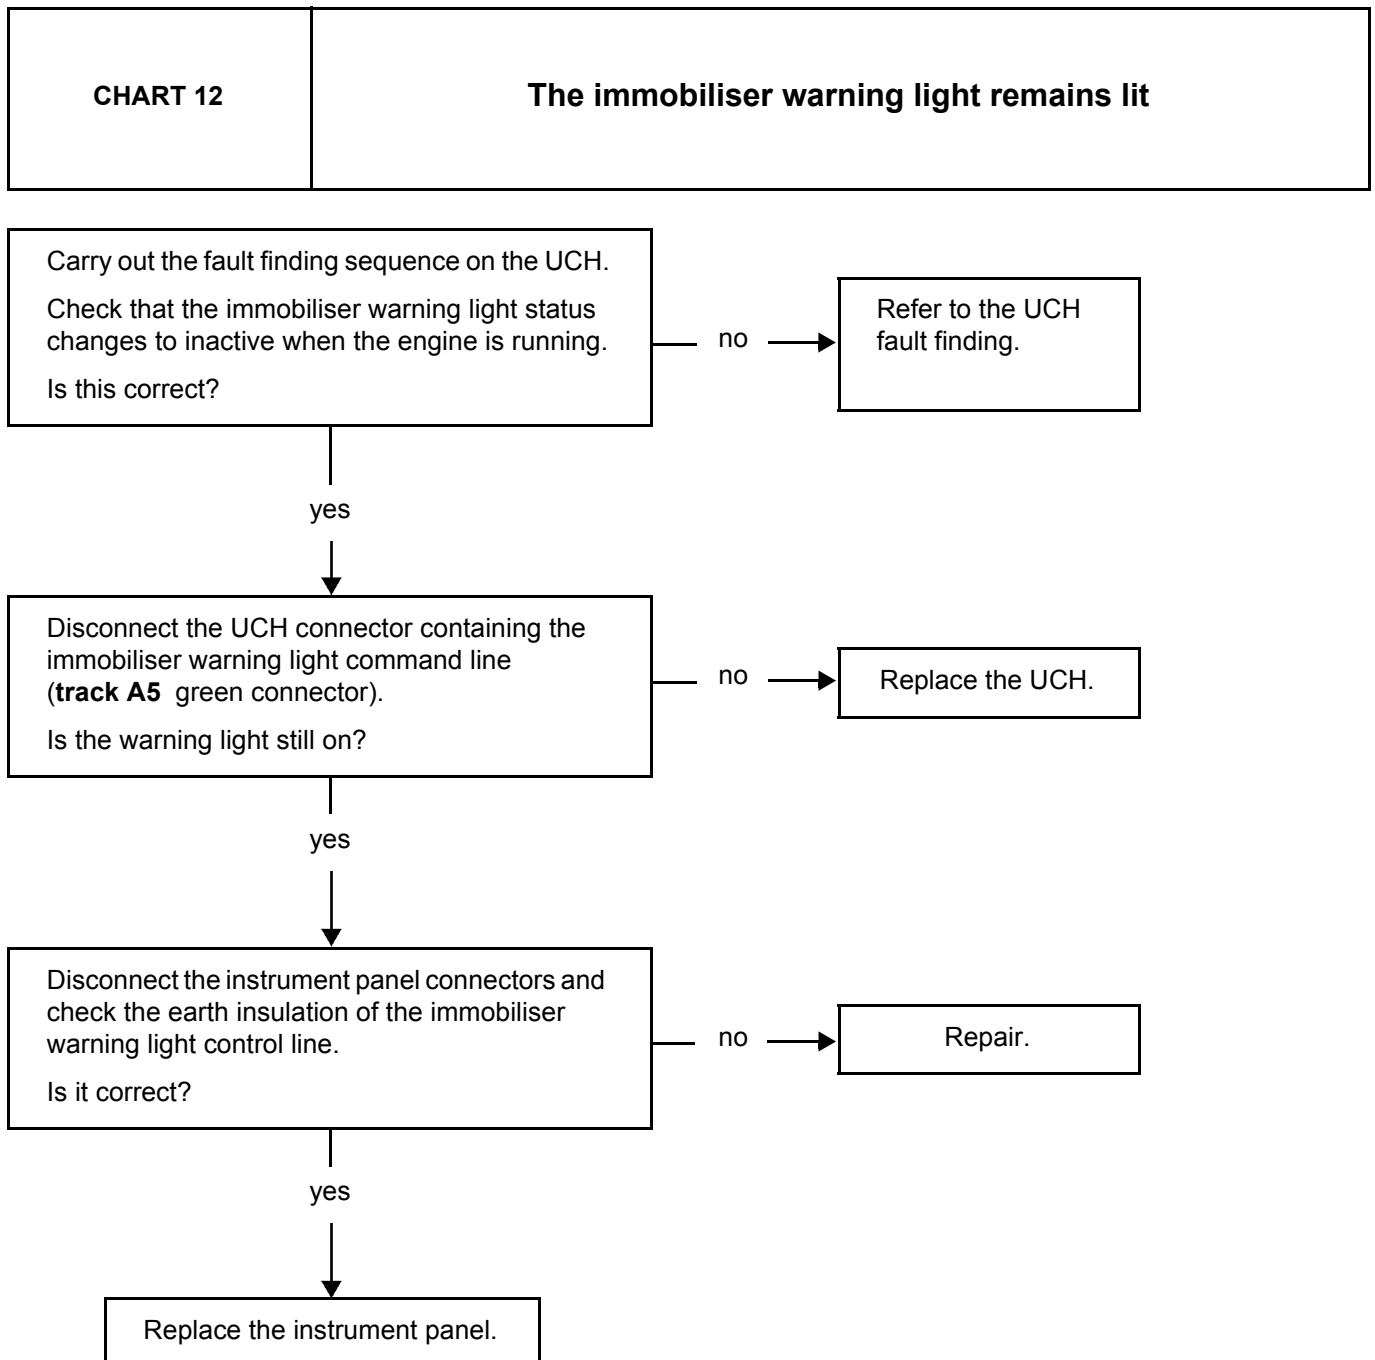 CHART 12
The immobiliser warning light remains lit
Carry out the fault finding sequence on the UCH.
Check that the immobiliser warning light status
changes to inactive when the engine is running.
Is this correct?
no
Refer to the UCH
fault finding.
yes
Disconnect the UCH connector containing the
immobiliser warning light command line
(track A5 green connector).
Is the warning light still on?
no
Replace the UCH.
yes
Disconnect the instrument panel connectors and
check the earth insulation of the immobiliser
warning light control line.
Is it correct?
no
Repair.
yes
Replace the instrument panel.